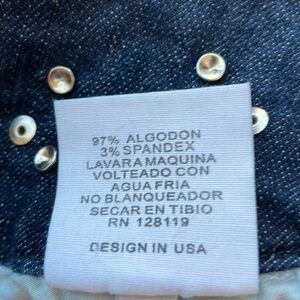 97% ALGODON
3% SPANDEX
LAVAR A MAQUINA
VOLTEADO CON
AGUA FRIA
NO BLANQUEADOR
SECAR EN TIBIO
RN 128119
DESIGN IN USA